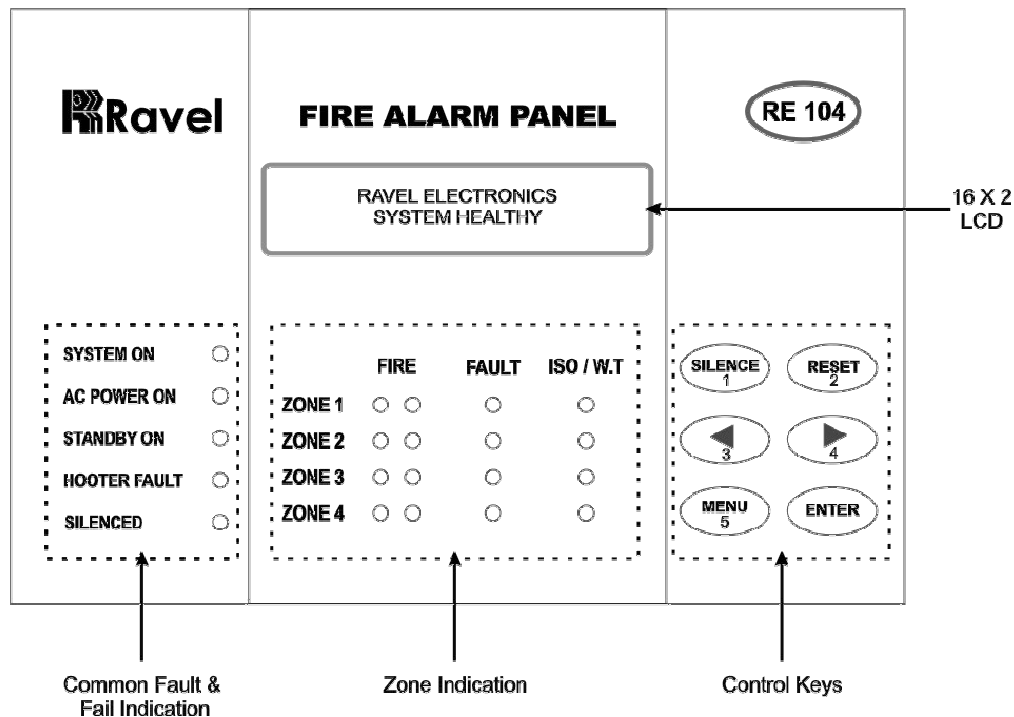 Ravel
FIRE ALARM PANEL
RE 104
RAVEL ELECTRONICS
SYSTEM HEALTHY
16 X 2
LCD
SYSTEM ON
AC POWER ON
STANDBY ON
HOOTER FAULT
SILENCED
FIRE FAULT ISO / W.T
ZONE 1
ZONE 2
ZONE 3
ZONE 4
SILENCE
1
RESET
2
3
4
MENU
5
ENTER
Common Fault &
Fail Indication
Zone Indication
Control Keys